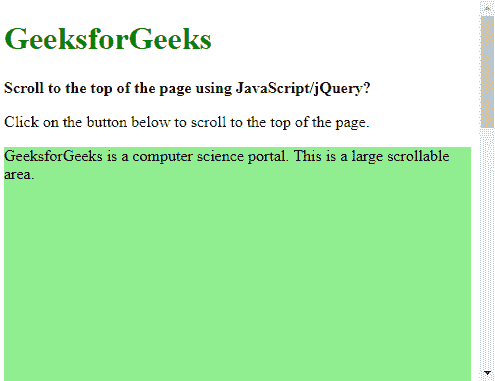 GeeksforGeeks
Scroll to the top of the page using JavaScript/jQuery?
Click on the button below to scroll to the top of the page.
GeeksforGeeks is a computer science portal. This is a large scrollable
area.